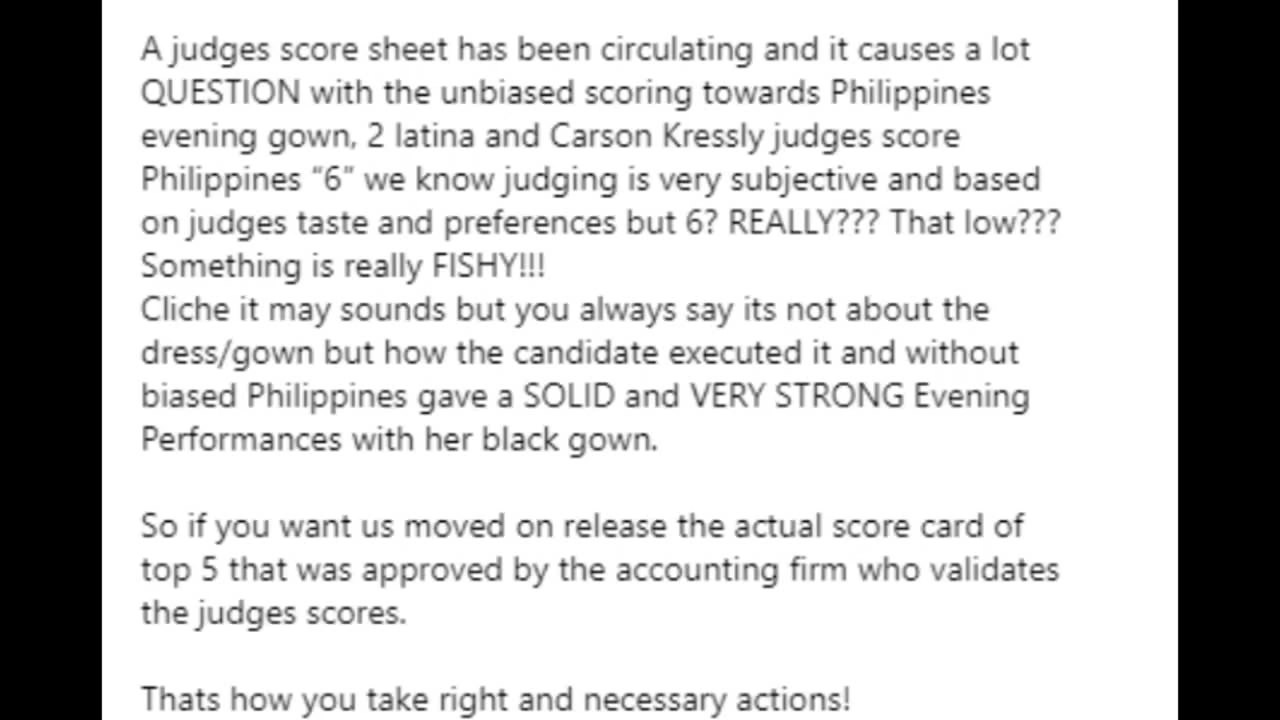 A judges score sheet has been circulating and it causes a lot
QUESTION with the unbiased scoring towards Philippines
evening gown, 2 latina and Carson Kressly judges score
Philippines “6” we know judging is very subjective and based
on judges taste and preferences but 6? REALLY??? That low???
Something is really FISHY!!!
Cliche it may sounds but you always say its not about the
dress/gown but how the candidate executed it and without
biased Philippines gave a SOLID and VERY STRONG Evening
Performances with her black gown.
So if you want us moved on release the actual score card of
top 5 that was approved by the accounting firm who validates
the judges scores.
Thats how you take right and necessary actions!